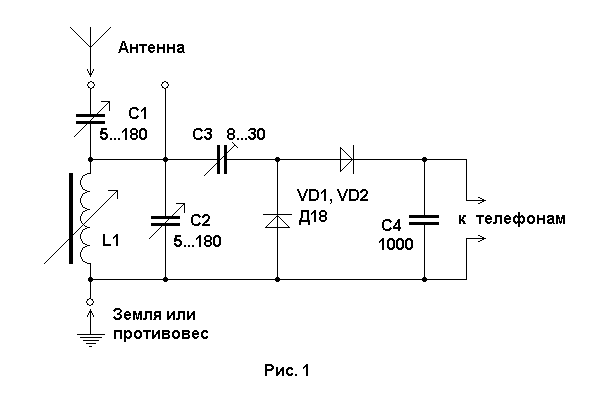 Антенна
C1
5...180
C3 8...30
VD1, VD2
Д18
L1
C2
5...180
C4
1000
к телефонам
Земля или
противовес
Рис. 1